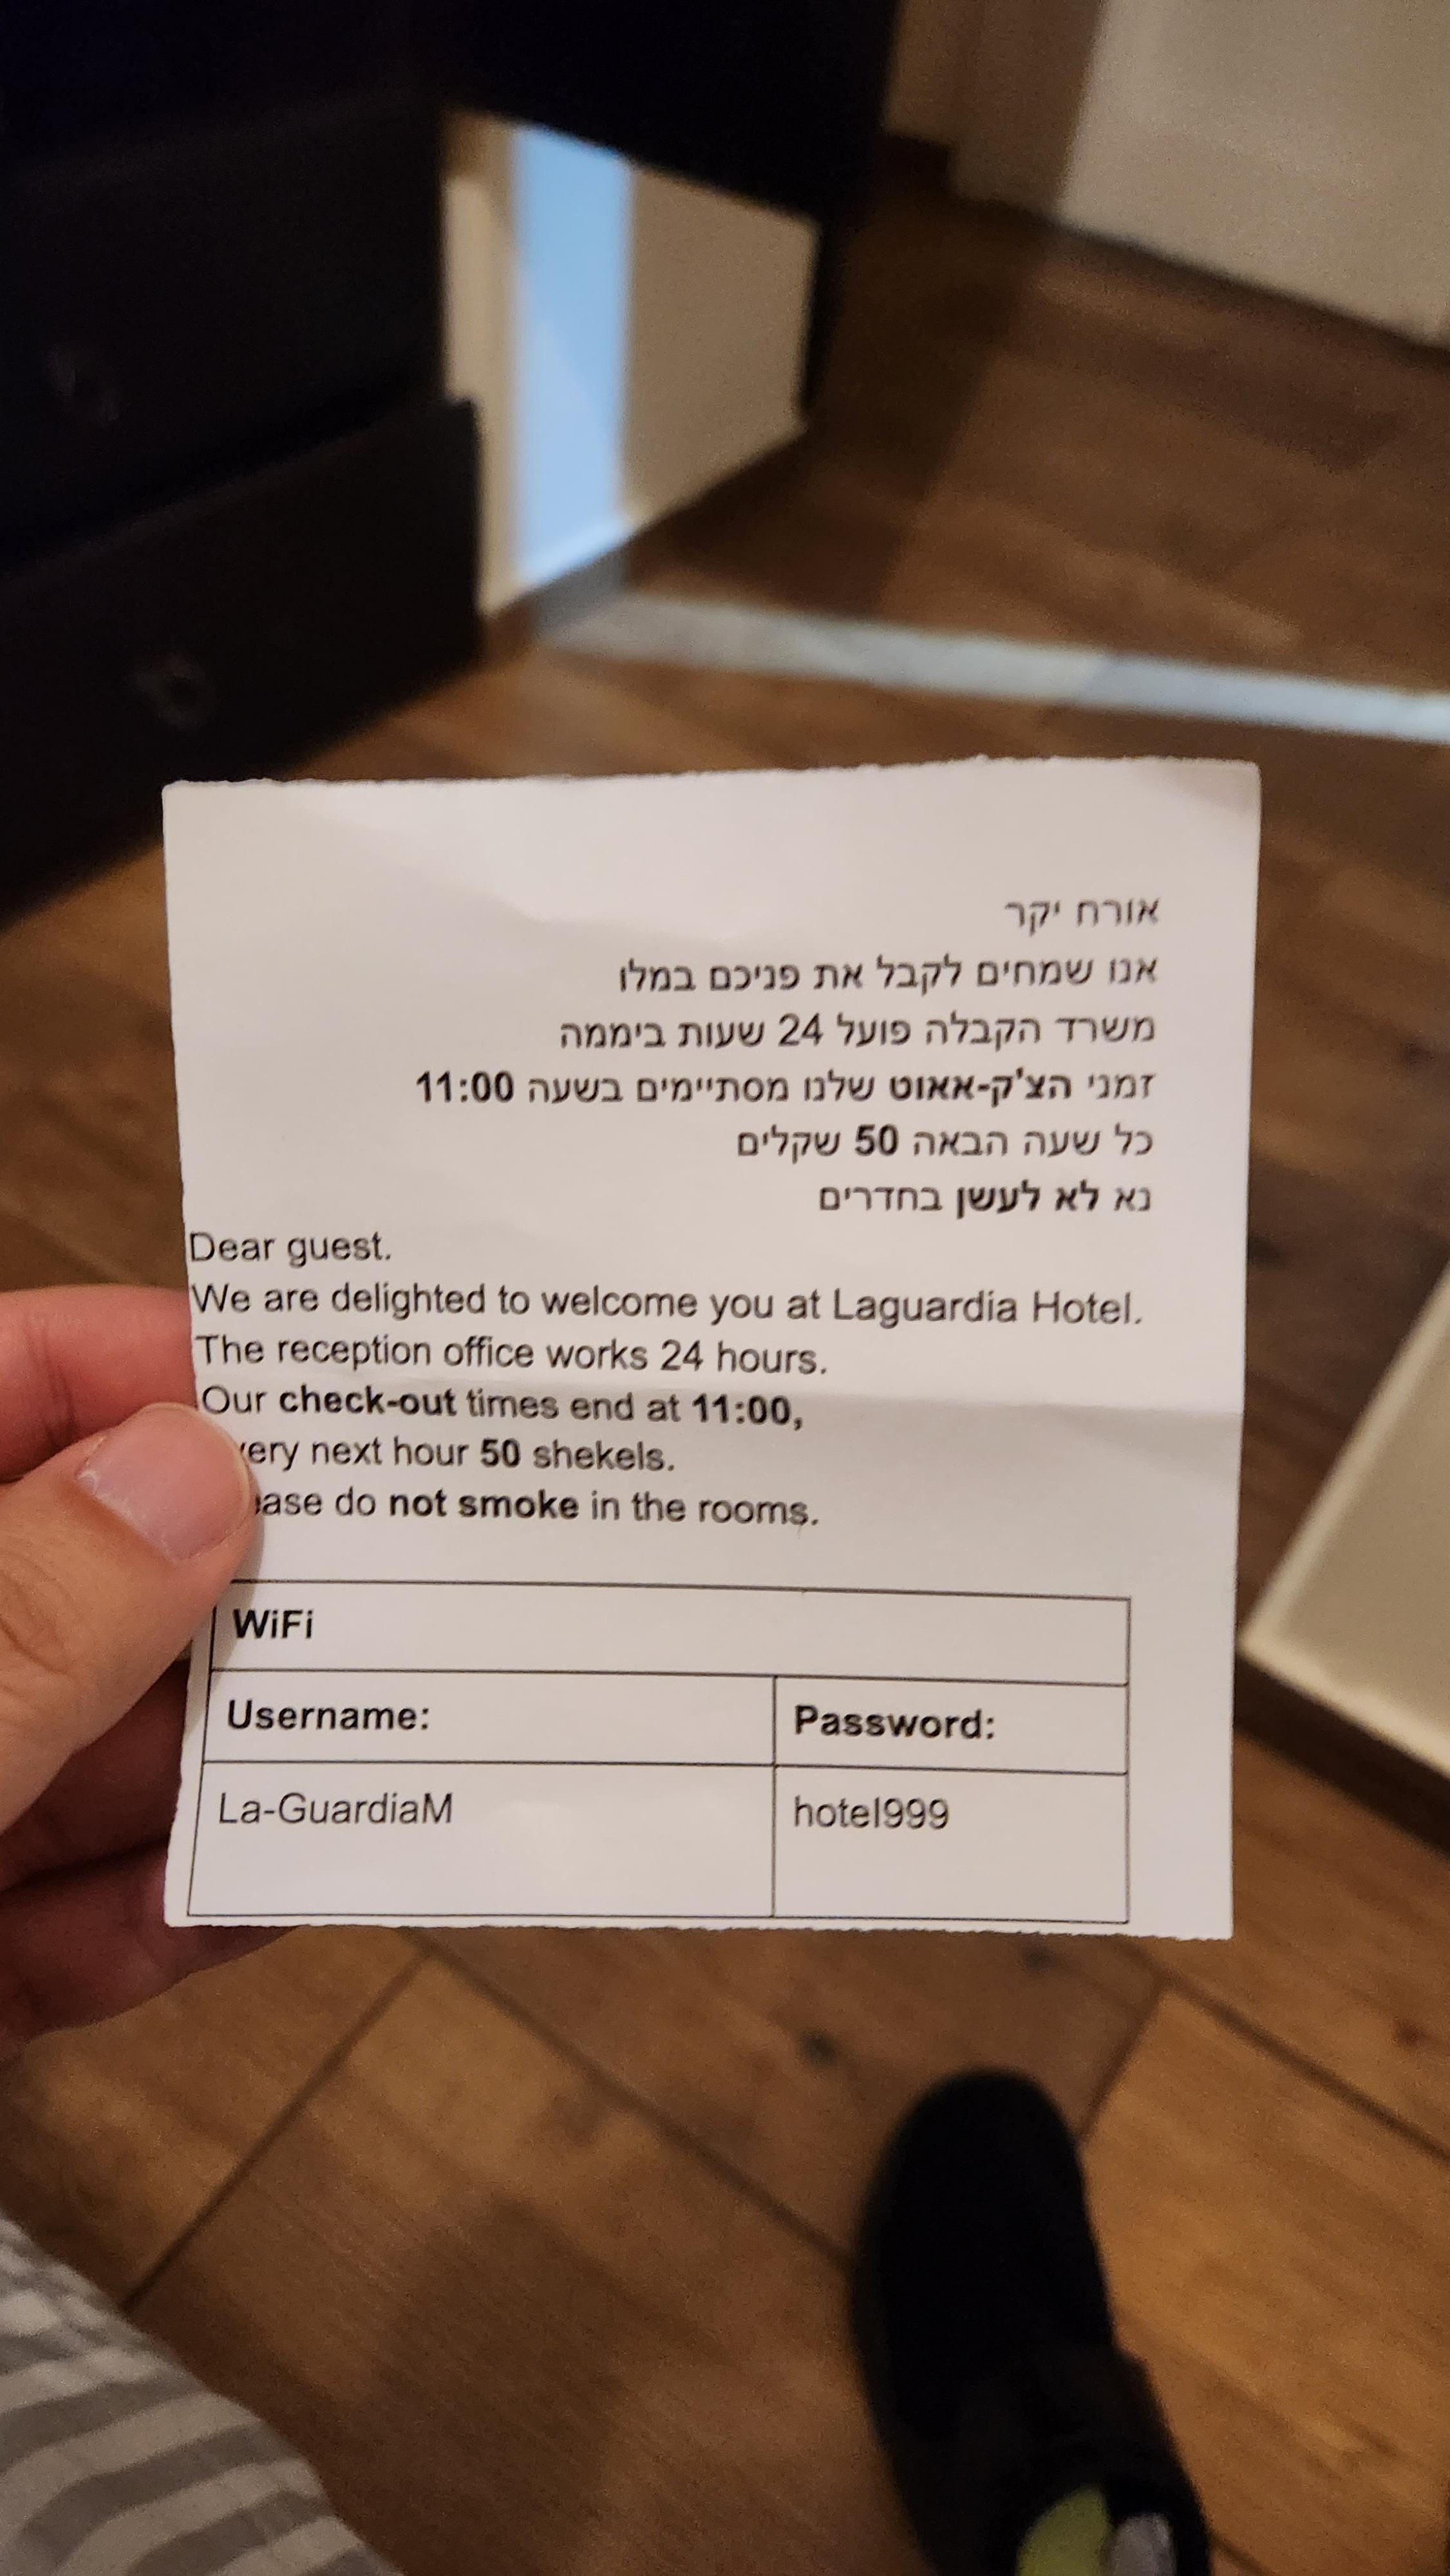 אורח יקר
אנו שמחים לקבל את פניכם במלו
משרד הקבלה פועל 24 שעות ביממה
זמני הצ'ק-אאוט שלנו מסתיימים בשעה 11:00
כל שעה הבאה 50 שקלים
נא לא לעשן בחדרים
Dear guest.
We are delighted to welcome you at Laguardia Hotel.
The reception office works 24 hours.
Our check-out times end at 11:00,
very next hour 50 shekels.
ase do not smoke in the rooms.
WiFi
Username: Password:
La-GuardiaM hotel999